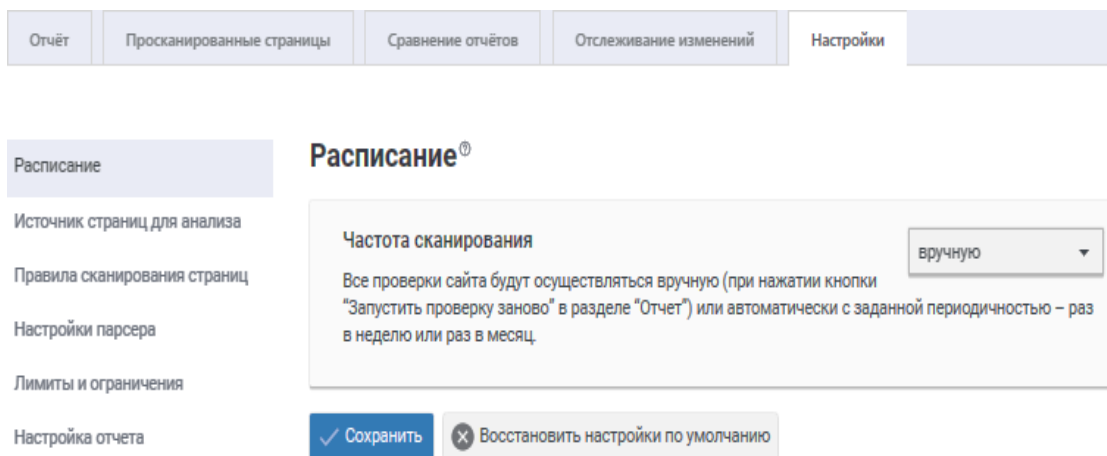 Отчёт
Просканированные страницы
Сравнение отчётов
Отслеживание изменений
Настройки
Расписание
Источник страниц для анализа
Правила сканирования страниц
Настройки парсера
Лимиты и ограничения
Настройка отчета
Расписание
Частота сканирования
вручную
Все проверки сайта будут осуществляться вручную (при нажатии кнопки
“Запустить проверку заново” в разделе “Отчет”) или автоматически с заданной периодичностью – раз
в неделю или раз в месяц.
Сохранить
Восстановить настройки по умолчанию